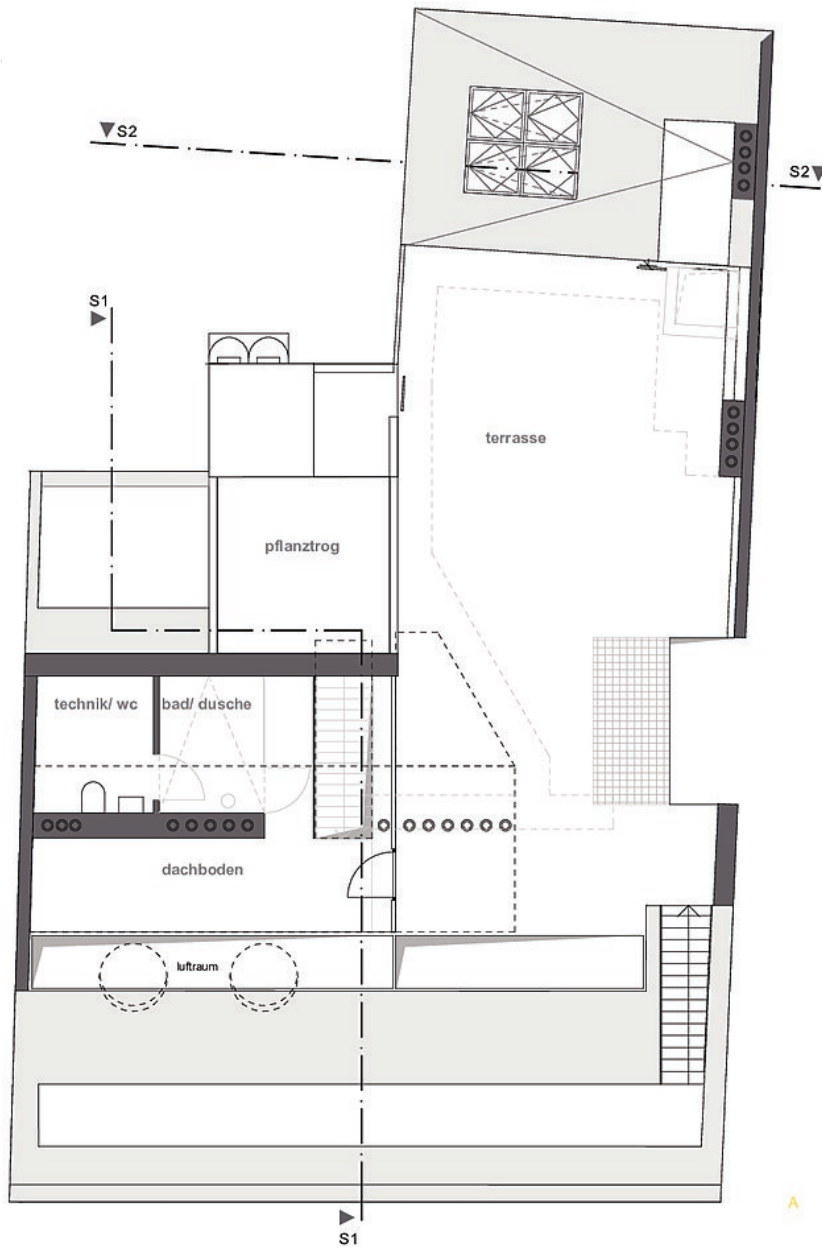 S2
S2
S1
terrasse
pflanztrog
technik/ wc
bad/ dusche
dachboden
luftraum
A
S1